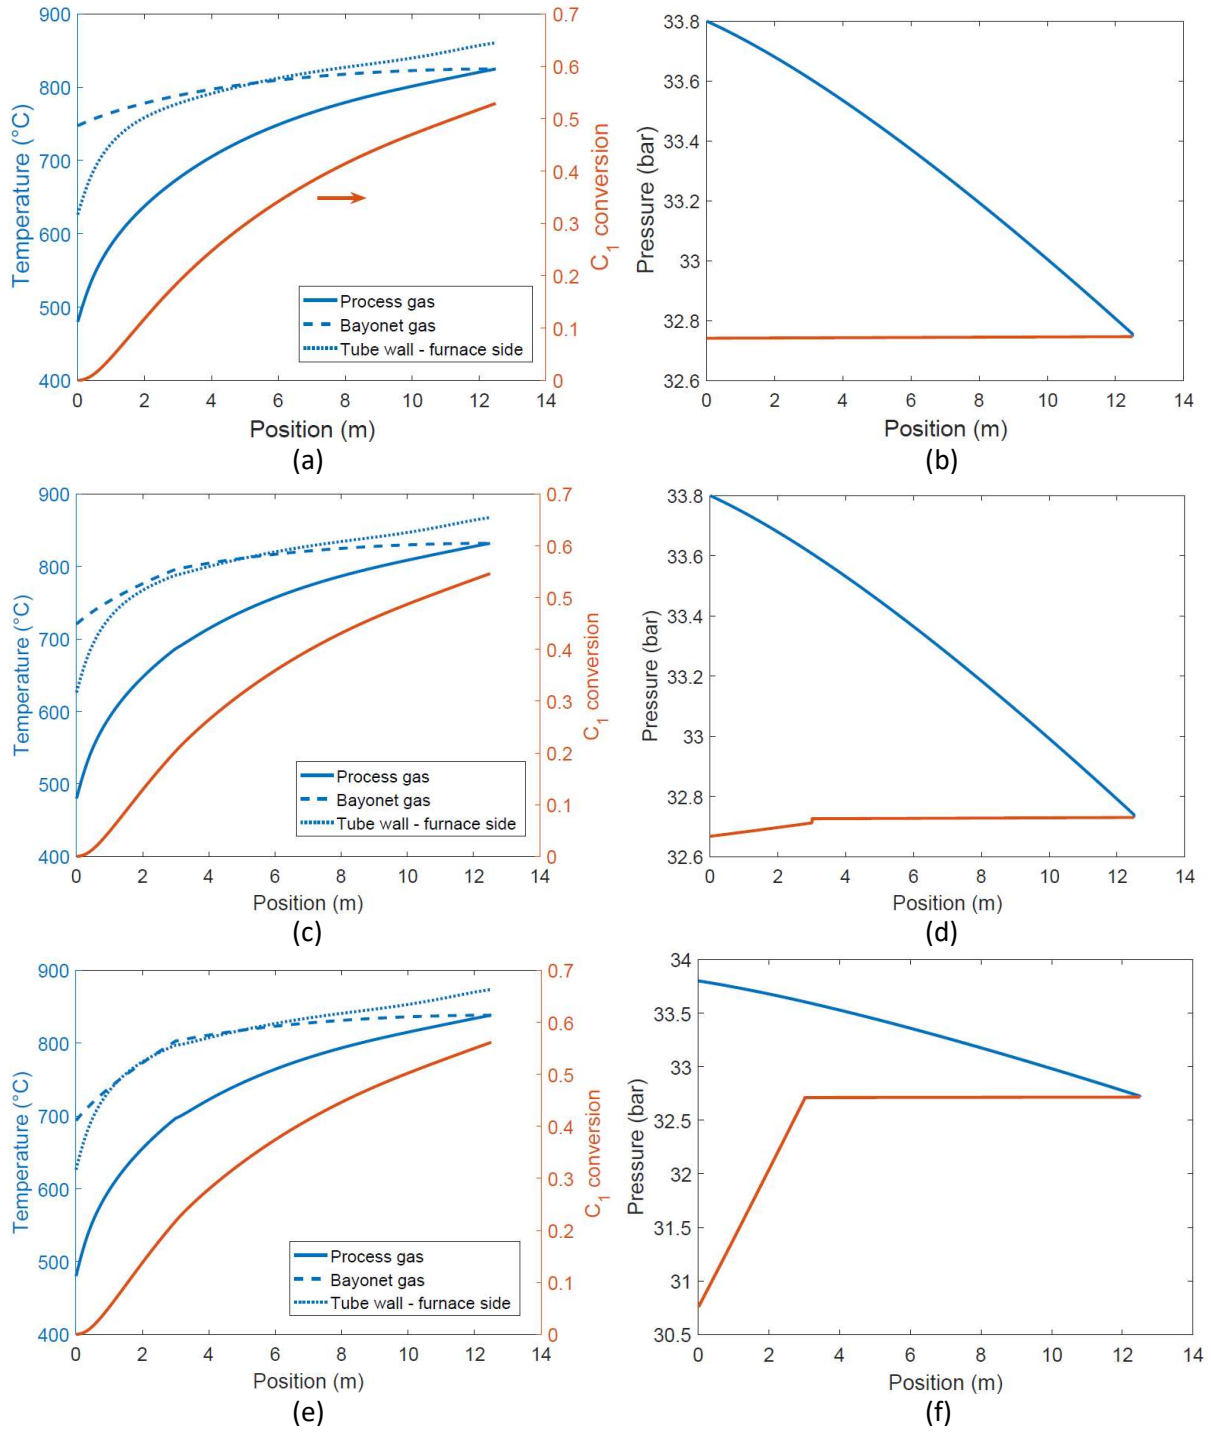 900
800
700
600
500
400
Temperature (°C)
0.7
0.6
0.5
0.4
0.3
0.2
0.1
0
C1 conversion
Process gas
Bayonet gas
Tube wall - furnace side
0 2 4 6 8 10 12 14
Position (m)
(a)
33.8
33.6
33.4
33.2
33
32.8
32.6
Pressure (bar)
0 2 4 6 8 10 12 14
Position (m)
(b)
900
800
700
600
500
400
Temperature (°C)
0.7
0.6
0.5
0.4
0.3
0.2
0.1
0
C1 conversion
Process gas
Bayonet gas
Tube wall - furnace side
0 2 4 6 8 10 12 14
Position (m)
(c)
33.8
33.6
33.4
33.2
33
32.8
32.6
Pressure (bar)
0 2 4 6 8 10 12 14
Position (m)
(d)
900
800
700
600
500
400
Temperature (°C)
0.7
0.6
0.5
0.4
0.3
0.2
0.1
0
C1 conversion
Process gas
Bayonet gas
Tube wall - furnace side
0 2 4 6 8 10 12 14
Position (m)
(e)
34
33.5
33
32.5
32
31.5
31
30.5
Pressure (bar)
0 2 4 6 8 10 12 14
Position (m)
(f)